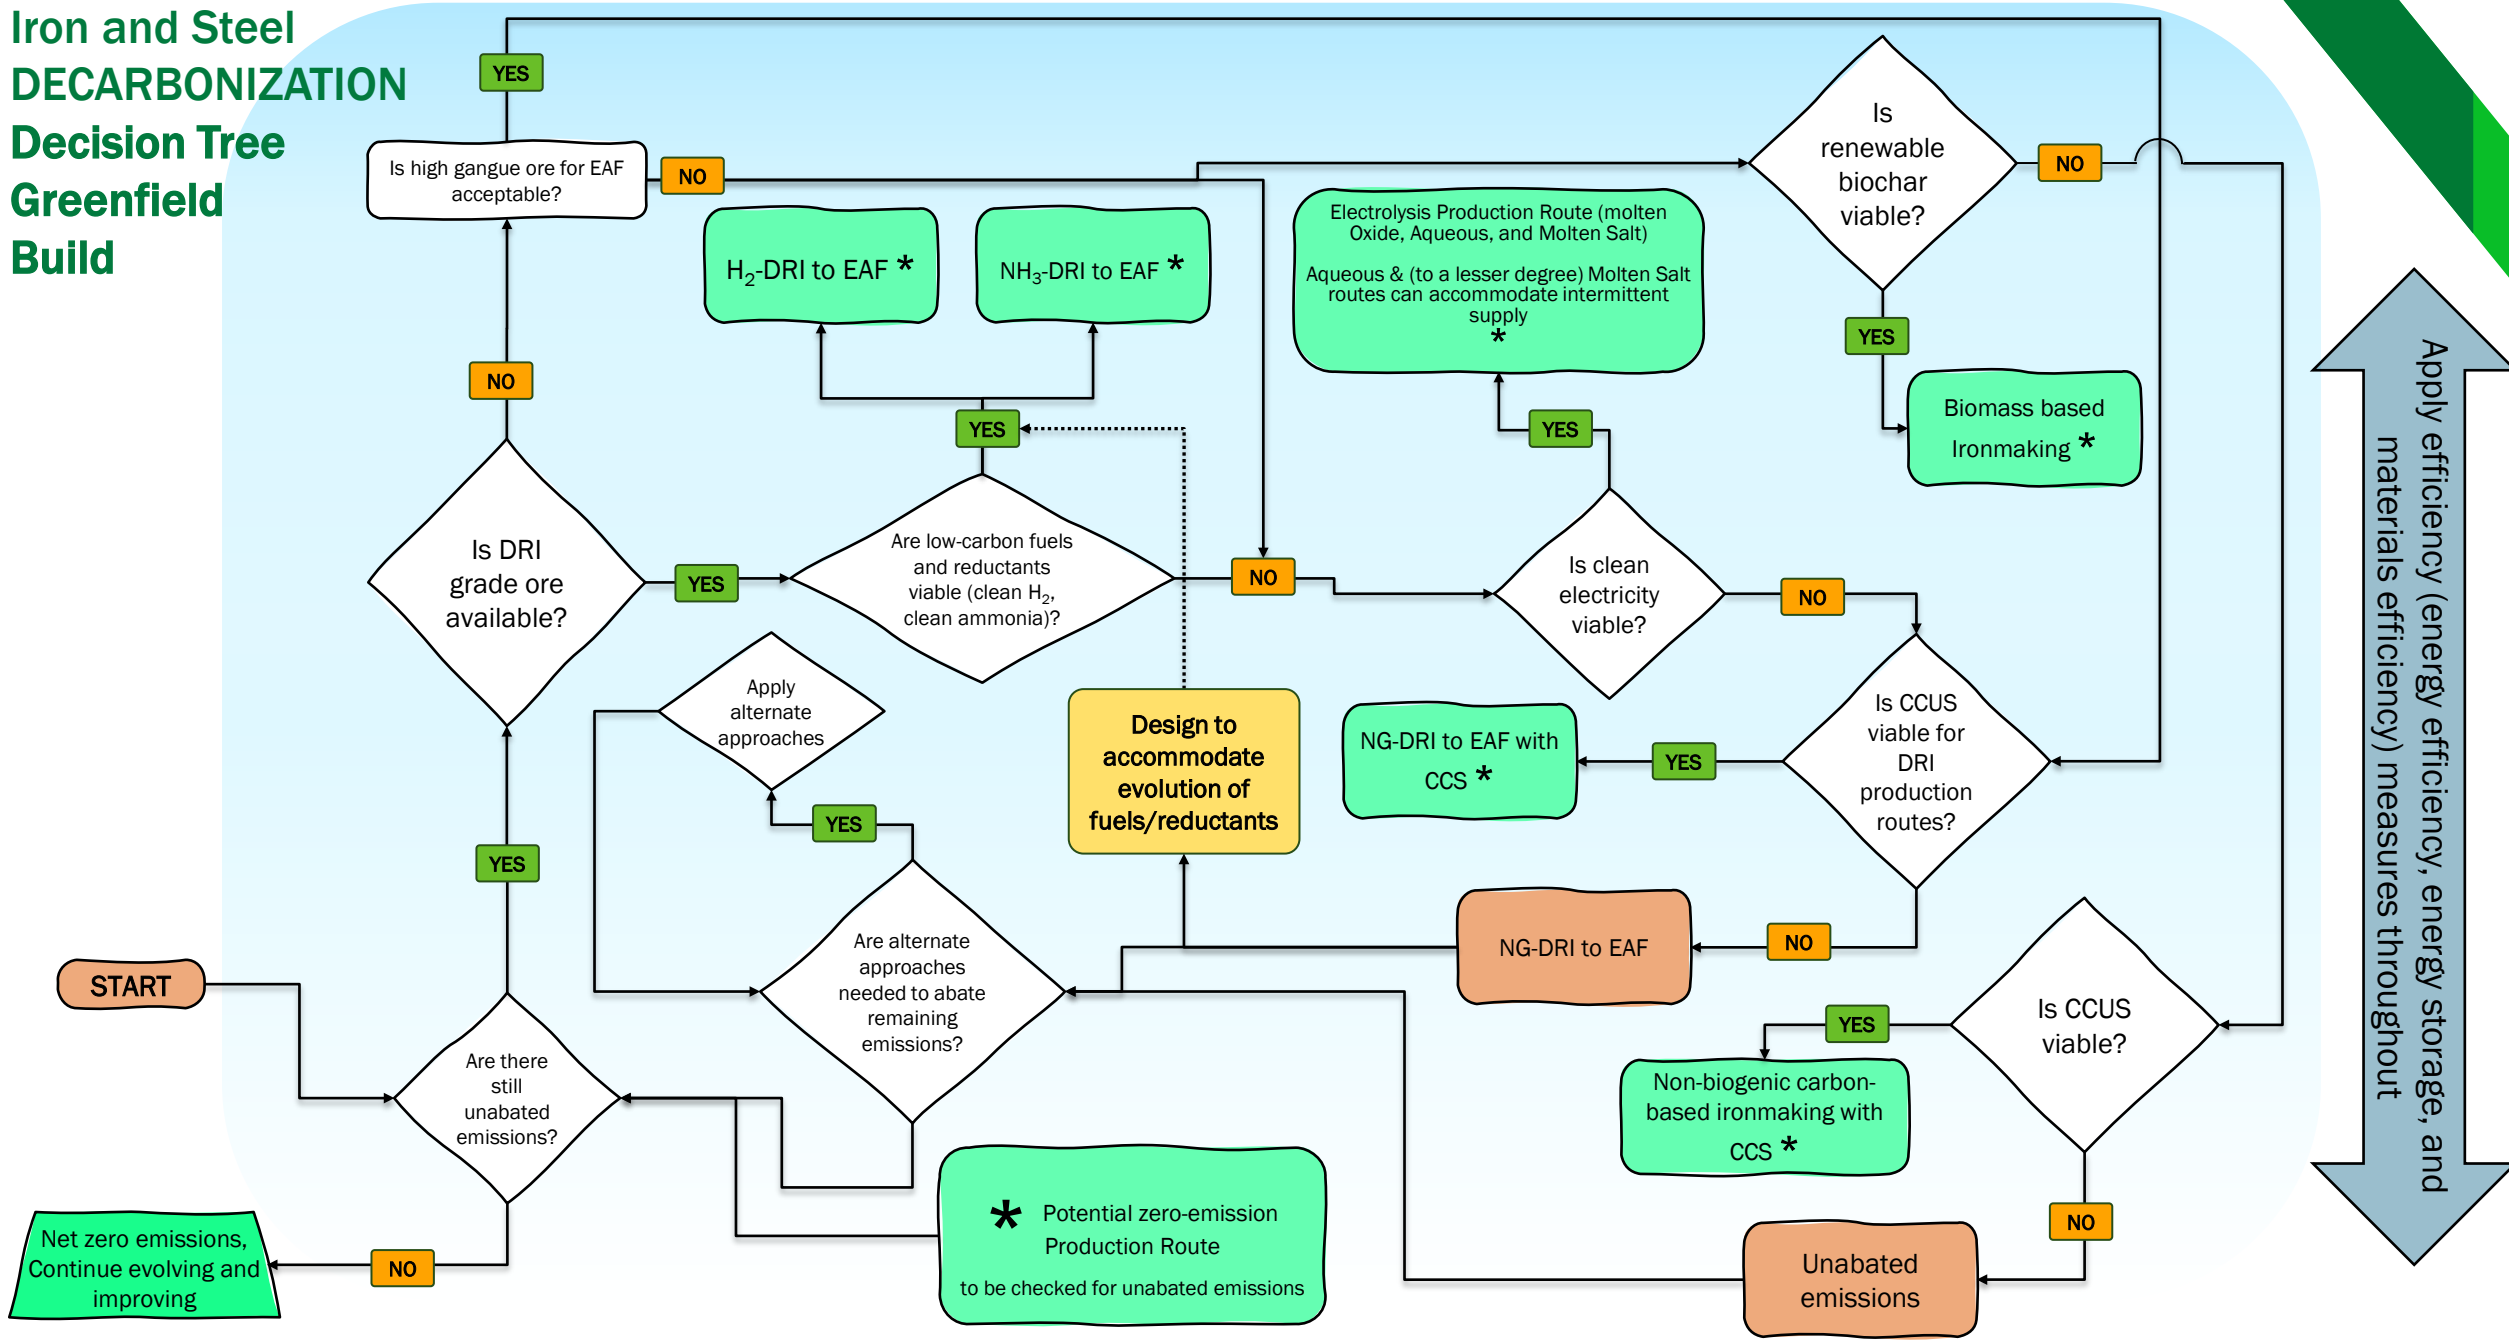 Iron and Steel
DECARBONIZATION
Decision Tree
Greenfield
Build
YES
Is high gangue ore for EAF
acceptable?
NO
Is
renewable
biochar
viable?
NO
YES
Biomass based
Ironmaking *
H₂-DRI to EAF *
NH₃-DRI to EAF *
Electrolysis Production Route (molten
Oxide, Aqueous, and Molten Salt)
Aqueous & (to a lesser degree) Molten Salt
routes can accommodate intermittent
supply
*
NO
YES
YES
Is DRI
grade ore
available?
YES
Are low-carbon fuels
and reductants
viable (clean H₂,
clean ammonia)?
NO
Is clean
electricity
viable?
NO
Apply
alternate
approaches
Design to
accommodate
evolution of
fuels/reductants
NG-DRI to EAF with
CCS *
YES
Is CCUS
viable for
DRI
production
routes?
YES
YES
Are alternate
approaches
needed to abate
remaining
emissions?
NG-DRI to EAF
NO
START
Are there
still
unabated
emissions?
YES
Is CCUS
viable?
Non-biogenic carbon-
based ironmaking with
CCS *
NO
Net zero emissions,
Continue evolving and
improving
NO
* Potential zero-emission
Production Route
to be checked for unabated emissions
Unabated
emissions
Apply efficiency (energy efficiency, energy storage, and
materials efficiency) measures throughout